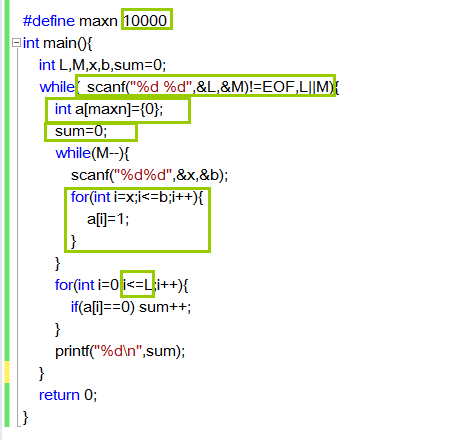 #define maxn 10000
int main(){
int L,M,x,b,sum=0;
while( scanf("%d %d",&L,&M)!=EOF,L||M){
int a[maxn]={0};
sum=0;
while(M--){
scanf("%d%d",&x,&b);
for(int i=x;i<=b;i++){
a[i]=1;
}
}
for(int i=0;i<=L;i++){
if(a[i]==0) sum++;
}
printf("%d\n",sum);
}
return 0;
}